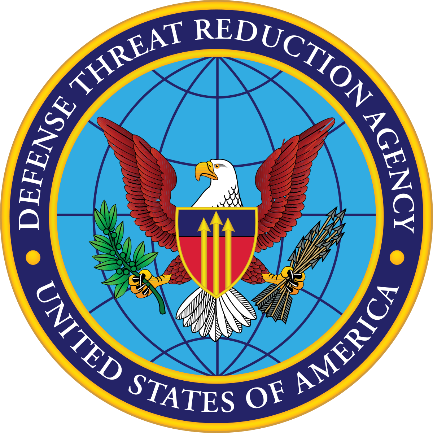 DEFENSE THREAT REDUCTION AGENCY
UNITED STATES OF AMERICA